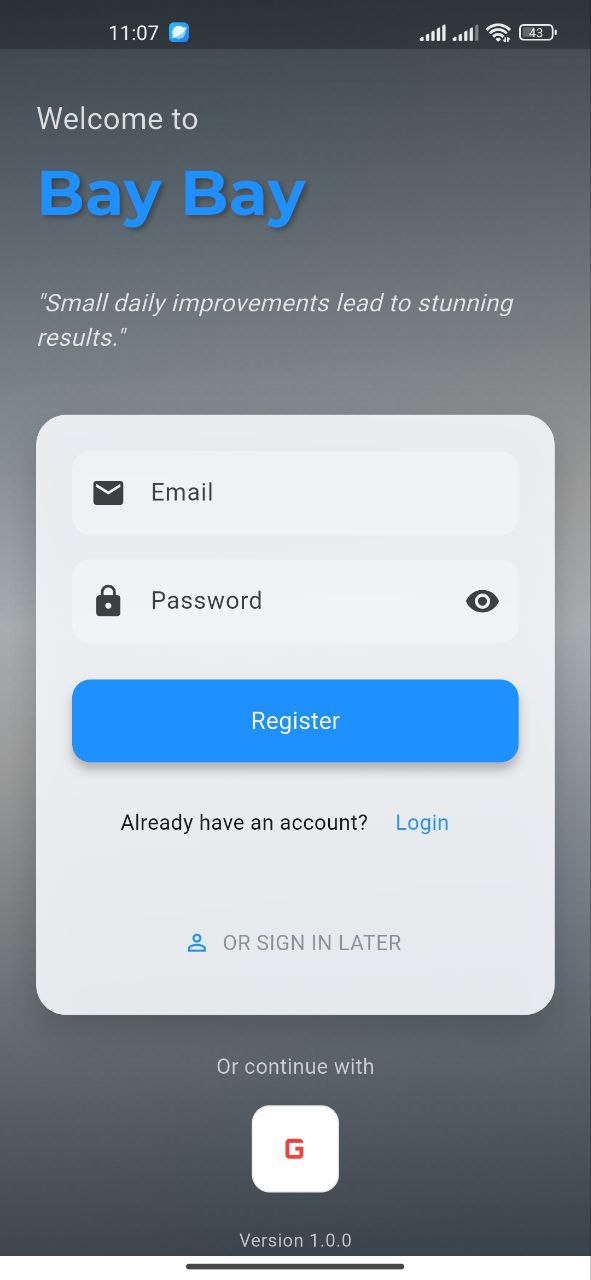 11:07
43
Welcome to
Bay Bay
"Small daily improvements lead to stunning
results."
Email
Password
Register
Already have an account? Login
OR SIGN IN LATER
Or continue with
G
Version 1.0.0